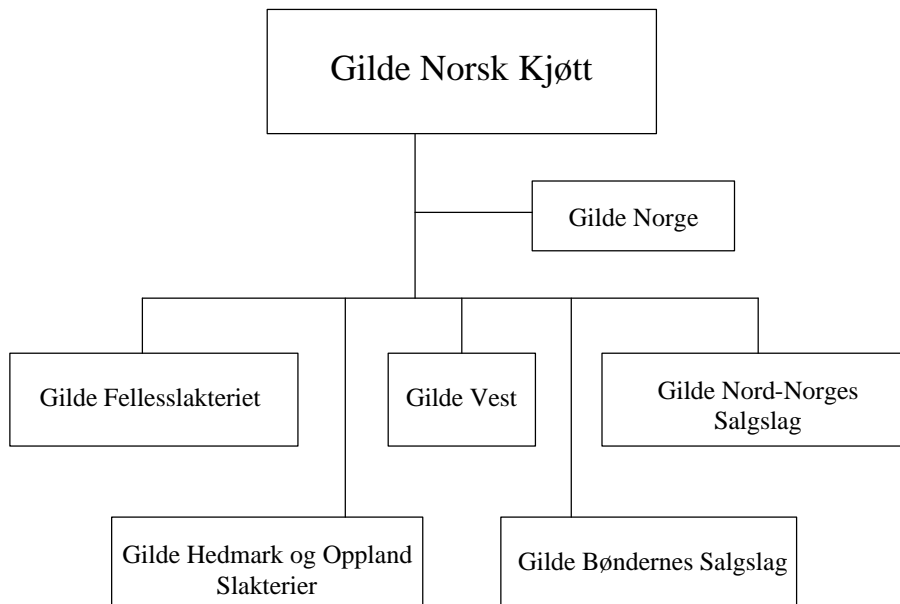 Gilde Norsk Kjøtt
Gilde Norge
Gilde Fellesslakteriet
Gilde Vest
Gilde Nord-Norges
Salgslag
Gilde Hedmark og Oppland
Slakterier
Gilde Bøndernes Salgslag